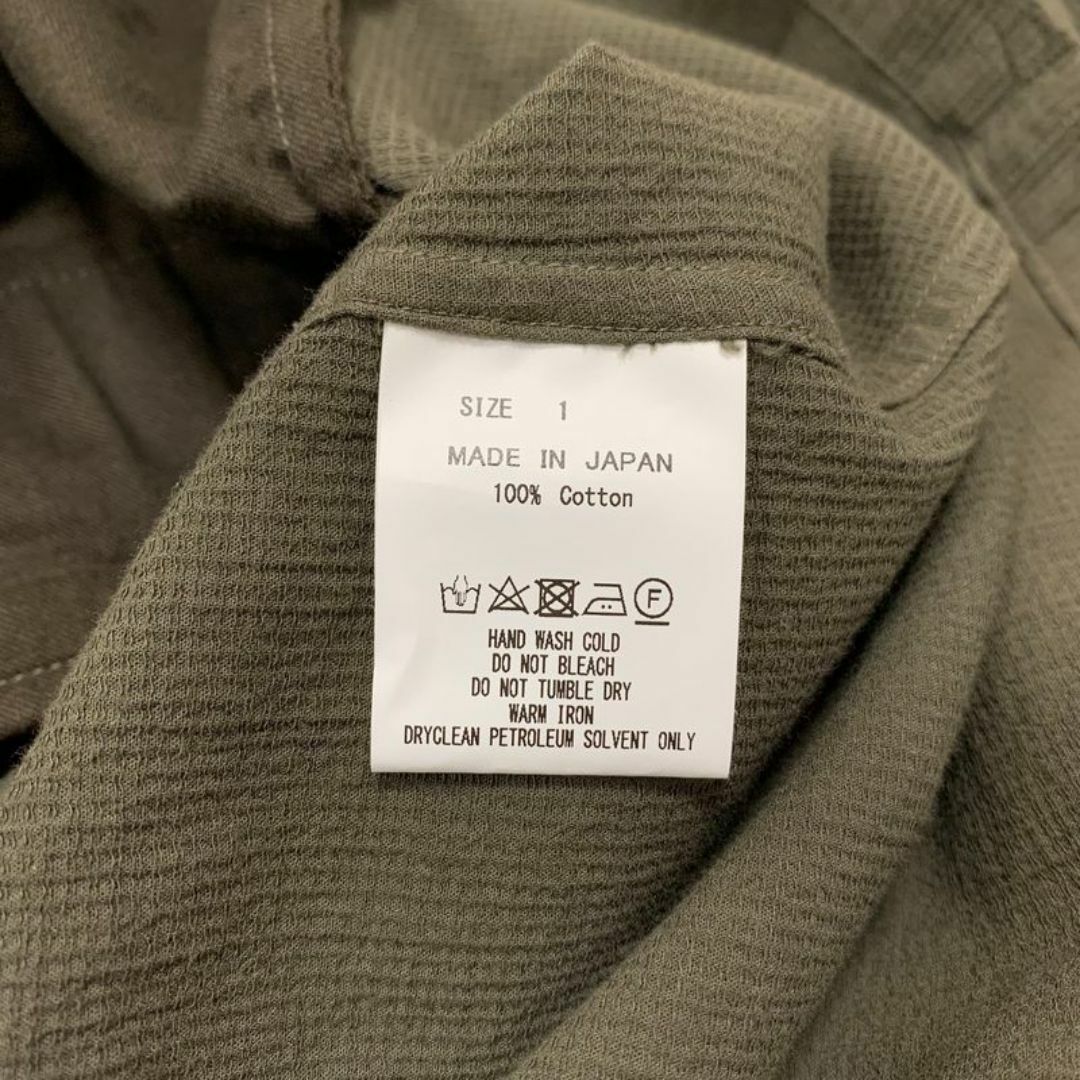 SIZE 1
MADE IN JAPAN
100% Cotton
F
HAND WASH COLD
DO NOT BLEACH
DO NOT TUMBLE DRY
WARM IRON
DRYCLEAN PETROLEUM SOLVENT ONLY